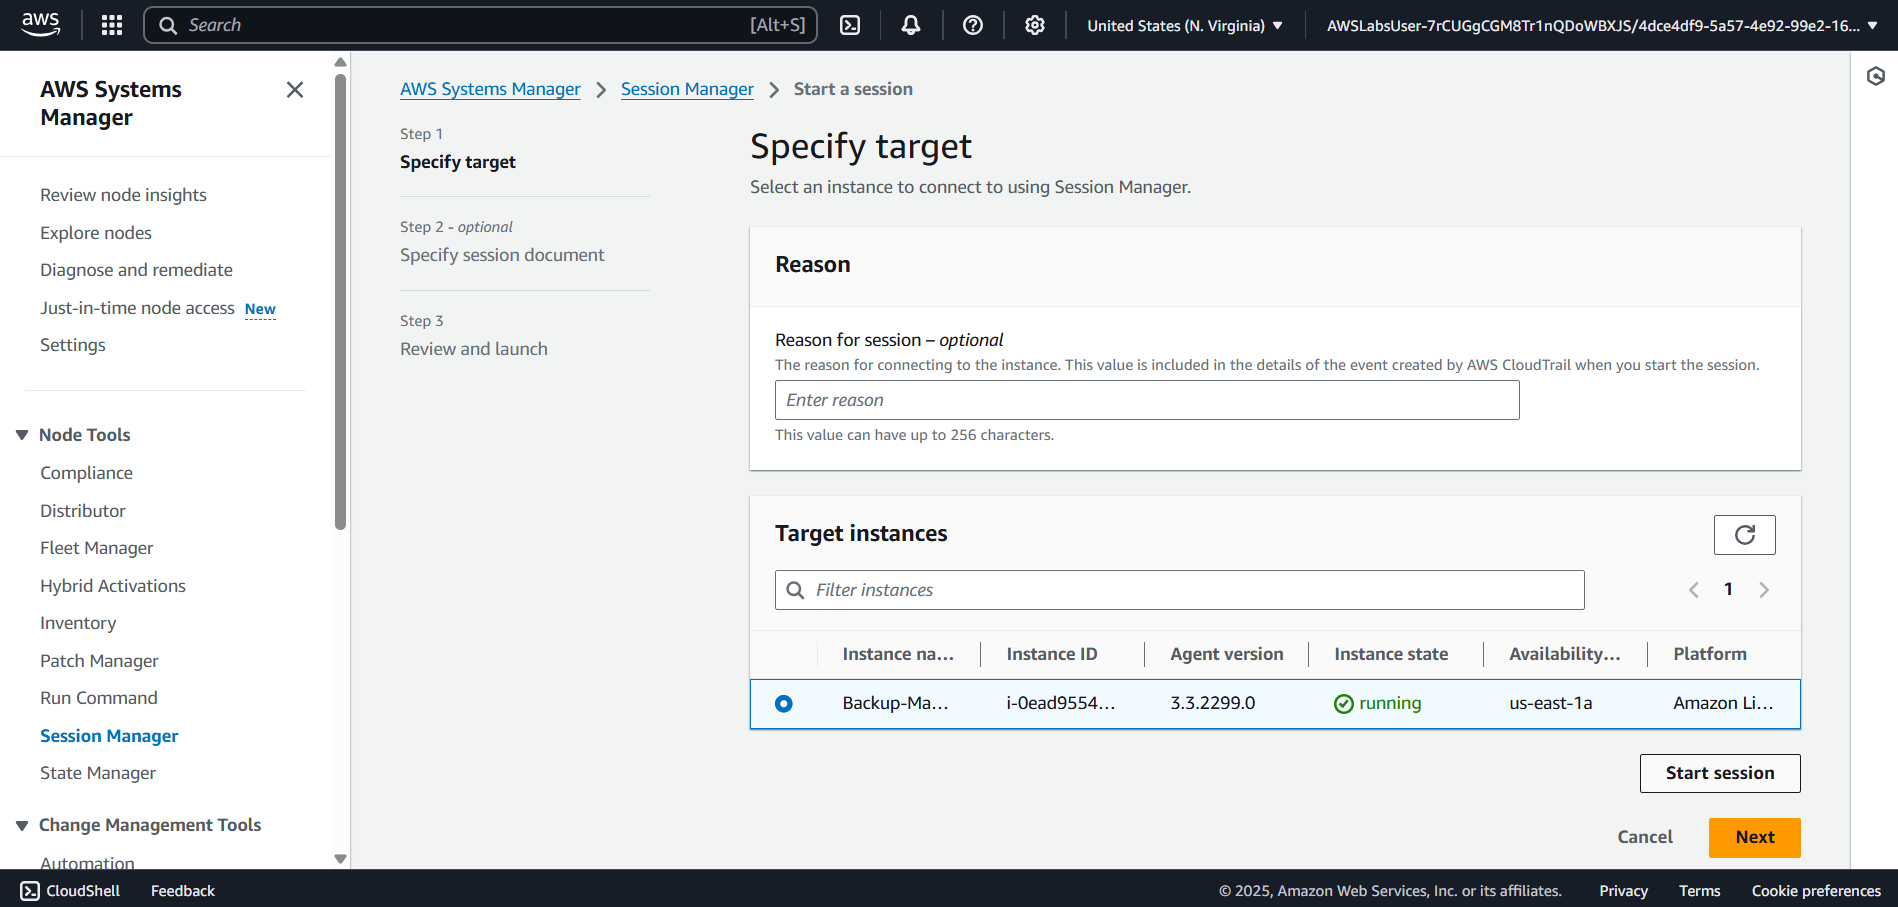 aws
Search
[Alt+S]
United States (N. Virginia)
AWSLabsUser-7rCUGgCGM8Tr1nQDoWBXJS/4dce4df9-5a57-4e92-99e2-16...
AWS Systems
Manager
Review node insights
Explore nodes
Diagnose and remediate
Just-in-time node access New
Settings
Node Tools
Compliance
Distributor
Fleet Manager
Hybrid Activations
Inventory
Patch Manager
Run Command
Session Manager
State Manager
Change Management Tools
Automation
AWS Systems Manager
Session Manager
Start a session
Step 1
Specify target
Step 2 - optional
Specify session document
Step 3
Review and launch
Specify target
Select an instance to connect to using Session Manager.
Reason
Reason for session – optional
The reason for connecting to the instance. This value is included in the details of the event created by AWS CloudTrail when you start the session.
Enter reason
This value can have up to 256 characters.
Target instances
Filter instances
1
Instance na... Instance ID Agent version Instance state Availability... Platform
Backup-Ma... i-0ead9554... 3.3.2299.0 running us-east-1a Amazon Li...
Start session
Cancel
Next
CloudShell
Feedback
© 2025, Amazon Web Services, Inc. or its affiliates.
Privacy
Terms
Cookie preferences